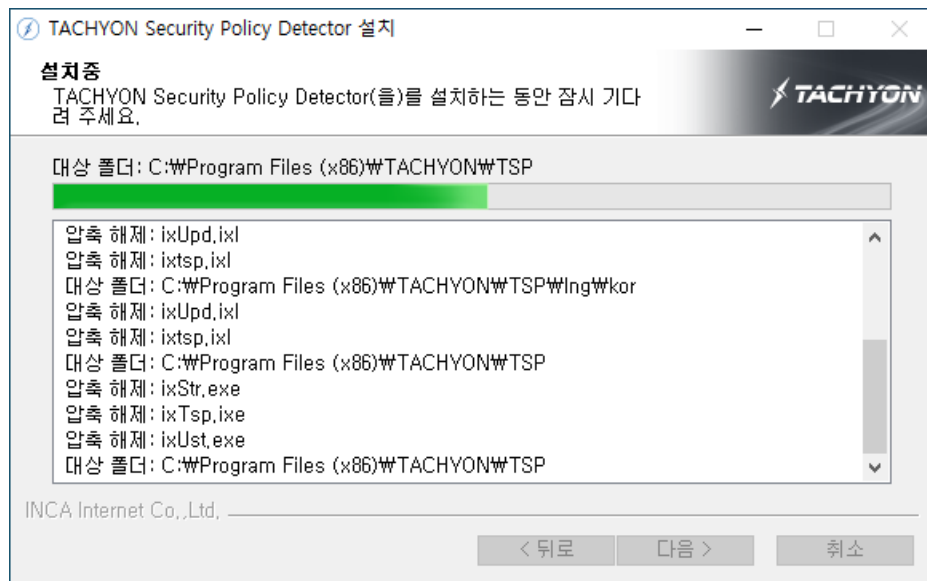 TACHYON Security Policy Detector 설치
설치중
TACHYON Security Policy Detector(을)를 설치하는 동안 잠시 기다
려 주세요.
TACHYON
대상 폴더: C:₩Program Files (x86)₩TACHYON₩TSP
압축 해제: ixUpd.ixl
압축 해제: ixtsp.ixl
대상 폴더: C:₩Program Files (x86)₩TACHYON₩TSP₩lng₩kor
압축 해제: ixUpd.ixl
압축 해제: ixtsp.ixl
대상 폴더: C:₩Program Files (x86)₩TACHYON₩TSP
압축 해제: ixStr.exe
압축 해제: ixTsp.ixe
압축 해제: ixUst.exe
대상 폴더: C:₩Program Files (x86)₩TACHYON₩TSP
INCA Internet Co.,Ltd.
< 뒤로 다음 > 취소